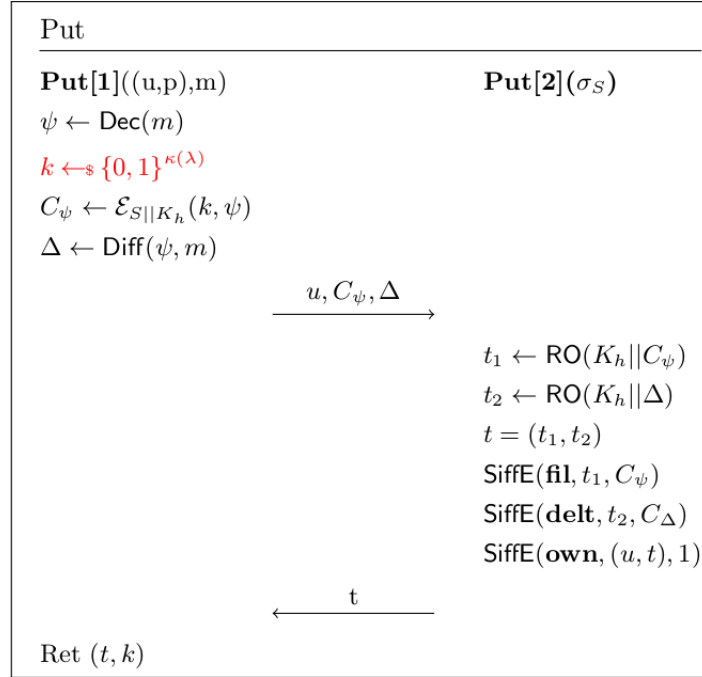 Put
Put[1]((u,p),m) Put[2](σ_S)
ψ ← Dec(m)
k ←$ {0, 1}^κ(λ)
C_ψ ← ℰ_S||K_h(k, ψ)
Δ ← Diff(ψ, m)
u, C_ψ, Δ
t_1 ← RO(K_h||C_ψ)
t_2 ← RO(K_h||Δ)
t = (t_1, t_2)
SiffE(fil, t_1, C_ψ)
SiffE(delt, t_2, C_Δ)
SiffE(own, (u, t), 1)
t
Ret (t, k)